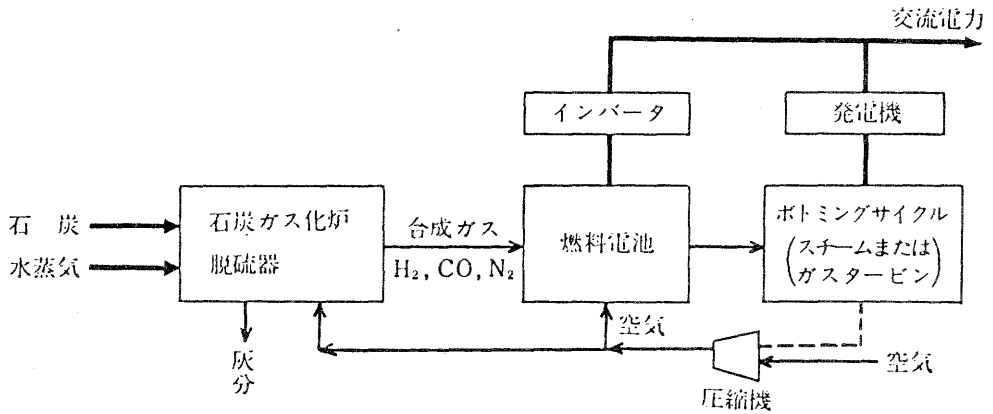 交流電力
インバータ
発電機
石炭
水蒸気
石炭ガス化炉
脱硫器
合成ガス
H₂, CO, N₂
燃料電池
ボトミングサイクル
(スチームまたは
ガスタービン)
灰分
空気
圧縮機
空気